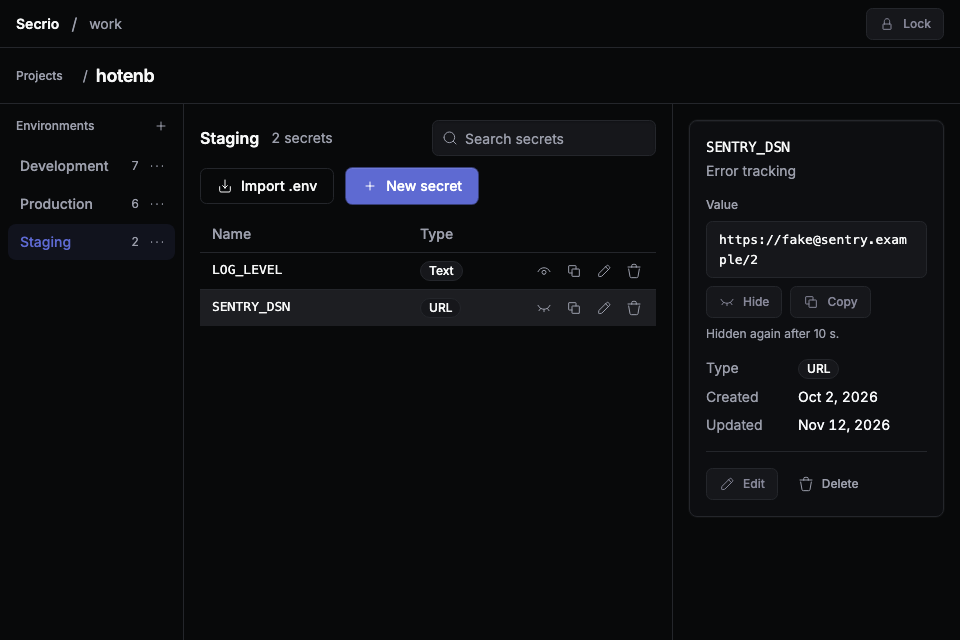 Secrio / work
Lock
Projects / hotenb
Environments +
Development 7 ···
Production 6 ···
Staging 2 ···
Staging 2 secrets
Search secrets
Import .env
+ New secret
Name Type
LOG_LEVEL Text
SENTRY_DSN URL
SENTRY_DSN
Error tracking
Value
https://fake@sentry.exam
ple/2
Hide Copy
Hidden again after 10 s.
Type URL
Created Oct 2, 2026
Updated Nov 12, 2026
Edit Delete